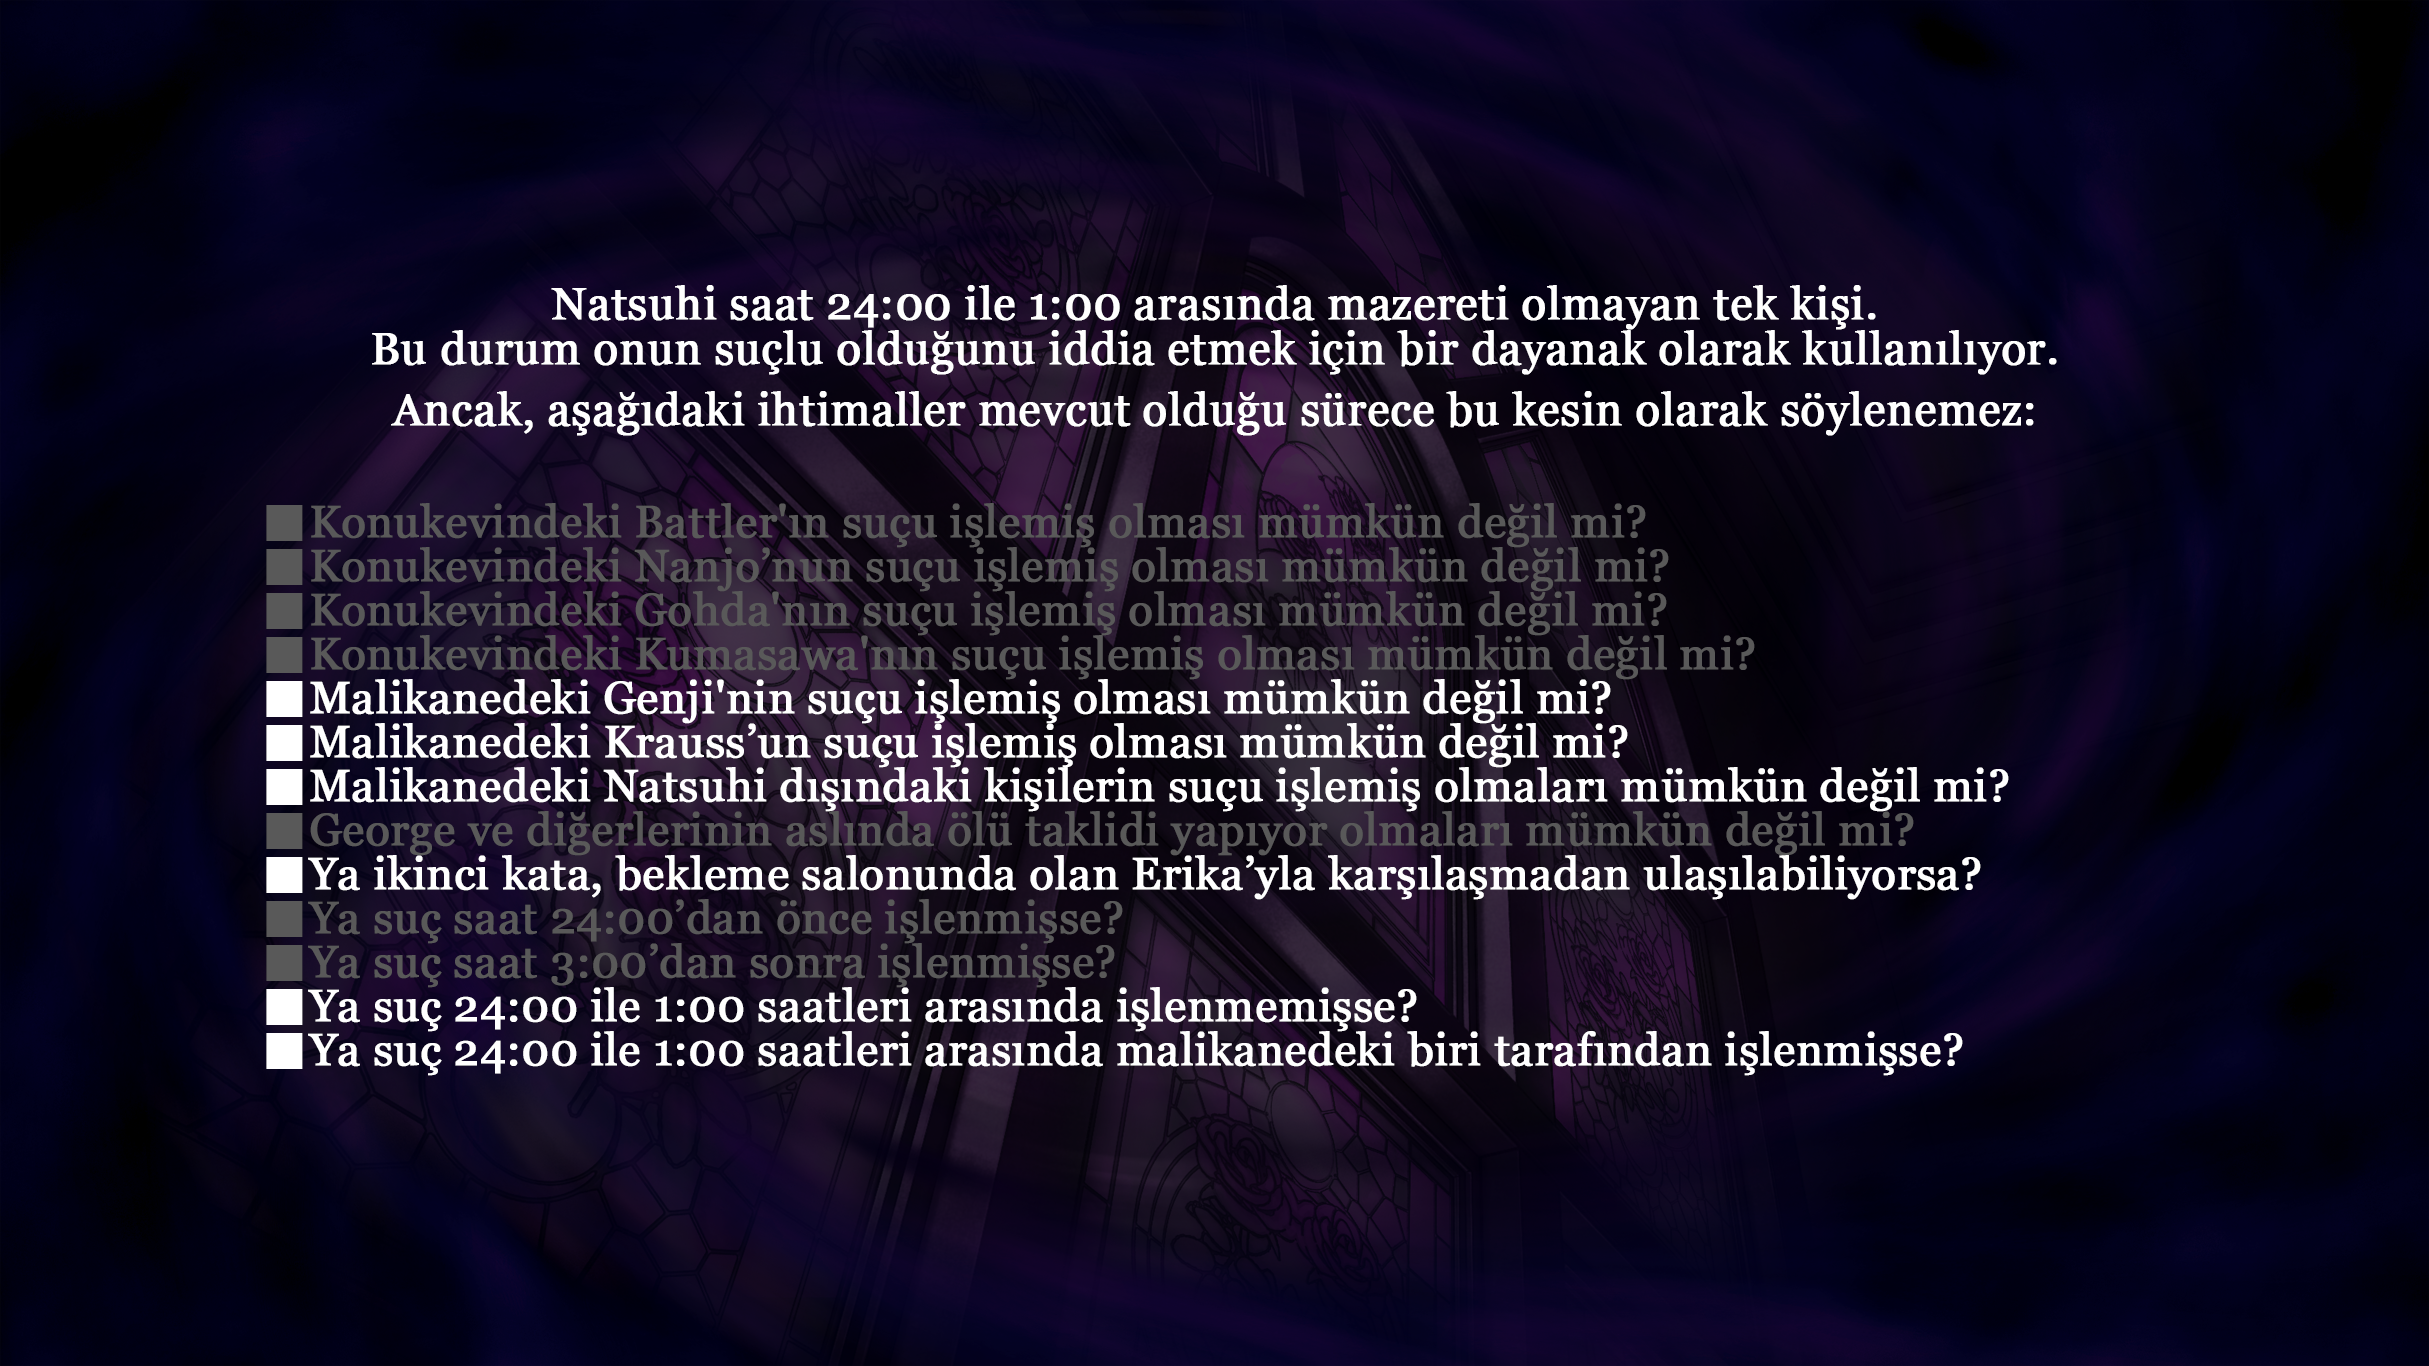 Natsuhi saat 24:00 ile 1:00 arasında mazereti olmayan tek kişi.
Bu durum onun suçlu olduğunu iddia etmek için bir dayanak olarak kullanılıyor.
Ancak, aşağıdaki ihtimaller mevcut olduğu sürece bu kesin olarak söylenemez:
■Konukevindeki Battler'ın suçu işlemiş olması mümkün değil mi?
■Konukevindeki Nanjo’nun suçu işlemiş olması mümkün değil mi?
■Konukevindeki Gohda'nın suçu işlemiş olması mümkün değil mi?
■Konukevindeki Kumasawa'nın suçu işlemiş olması mümkün değil mi?
■Malikanedeki Genji'nin suçu işlemiş olması mümkün değil mi?
■Malikanedeki Krauss’un suçu işlemiş olması mümkün değil mi?
■Malikanedeki Natsuhi dışındaki kişilerin suçu işlemiş olmaları mümkün değil mi?
■George ve diğerlerinin aslında ölü taklidi yapıyor olmaları mümkün değil mi?
■Ya ikinci kata, bekleme salonunda olan Erika’yla karşılaşmadan ulaşılabiliyorsa?
■Ya suç saat 24:00’dan önce işlenmişse?
■Ya suç saat 3:00’dan sonra işlenmişse?
■Ya suç 24:00 ile 1:00 saatleri arasında işlenmemişse?
■Ya suç 24:00 ile 1:00 saatleri arasında malikanedeki biri tarafından işlenmişse?